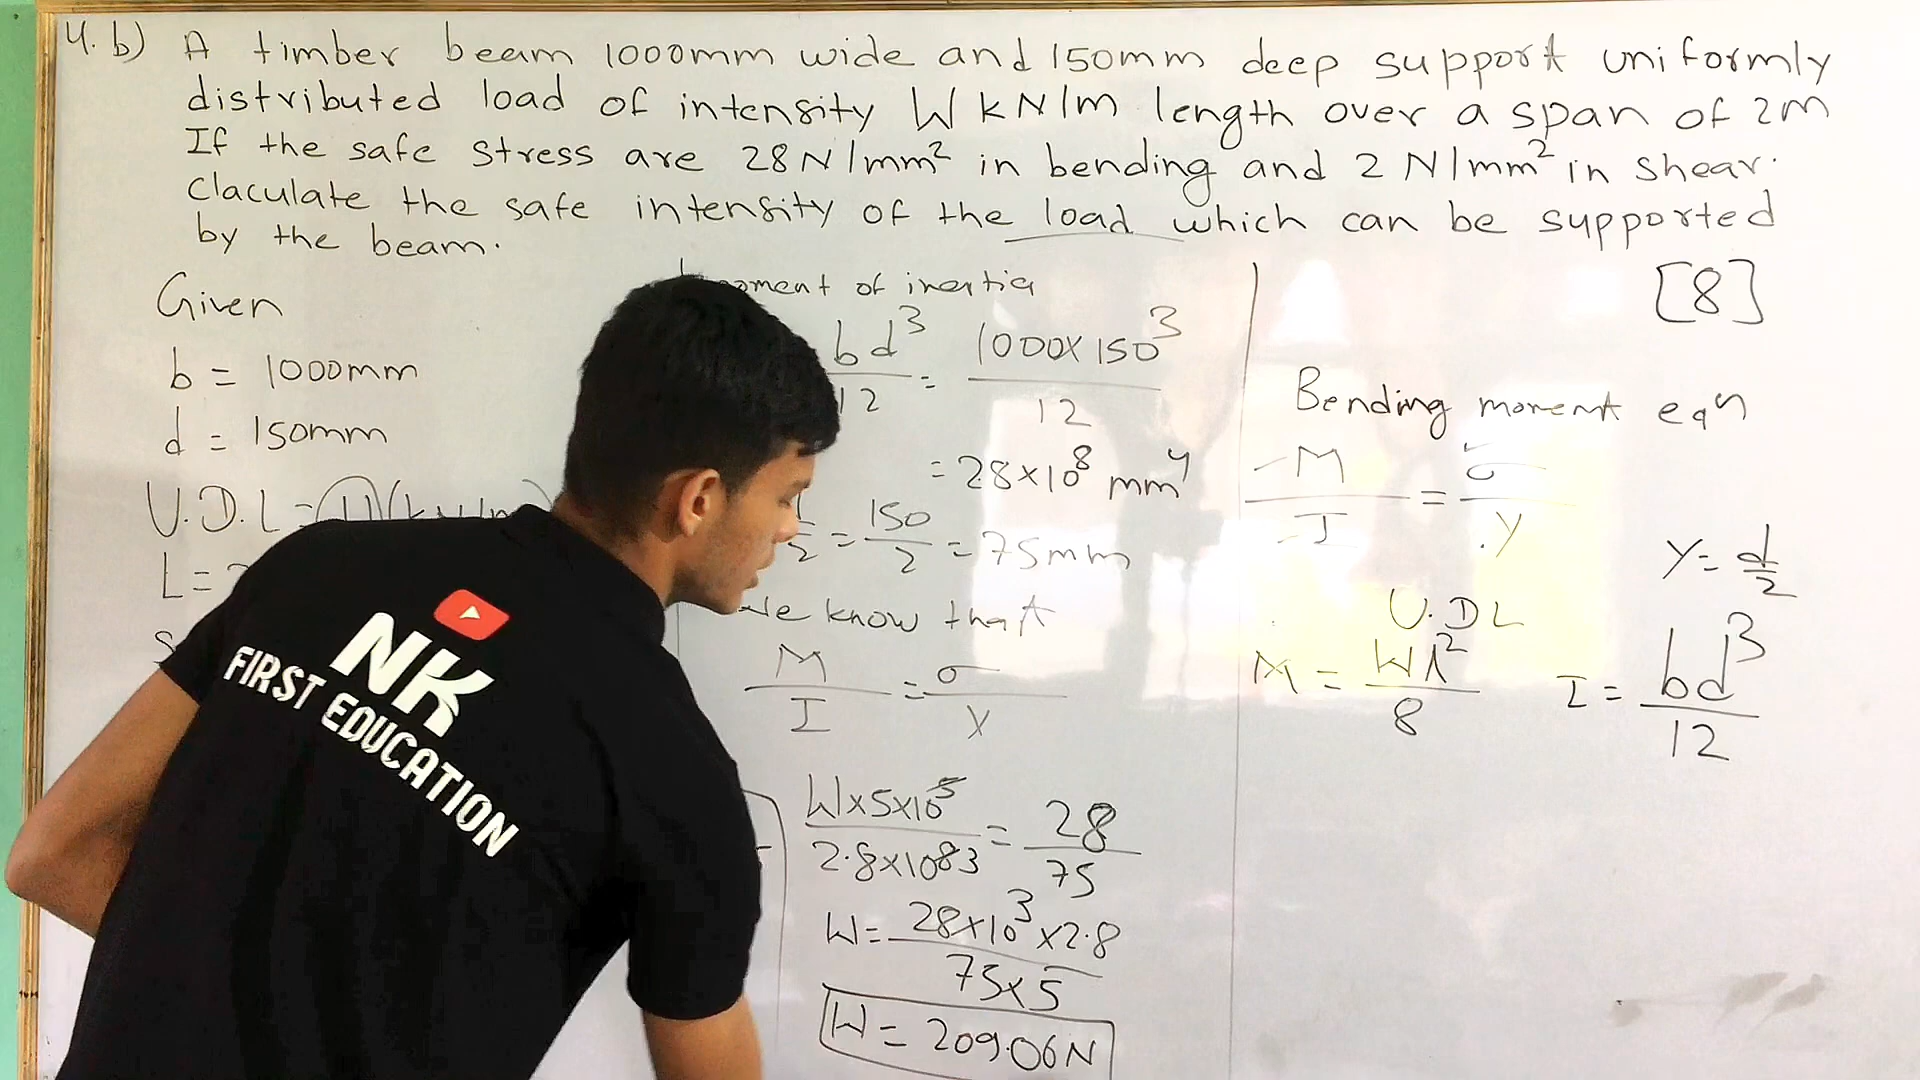 4. b) A timber beam 1000mm wide and 150mm deep support uniformly
distributed load of intensity W kN/m length over a span of 2m
If the safe stress are 28N/mm² in bending and 2 N/mm² in shear.
Claculate the safe intensity of the load which can be supported
by the beam.
[8]
Given
b = 1000mm
d = 150mm
U.D.L =
L =
S
of inertia
bd³/12 = 1000×150³/12
= 28×10⁸ mm⁴
= 150/2 = 75mm
We know that
M/I = σ/Y
W×5×10⁵/2.8×1083 = 28/75
W = 28×10³×2.8/75×5
W = 209.06N
Bending moment eqn
M/I = σ/Y
Y = d/2
U.DL
M = Wl²/8
I = bd³/12
NK
FIRST EDUCATION